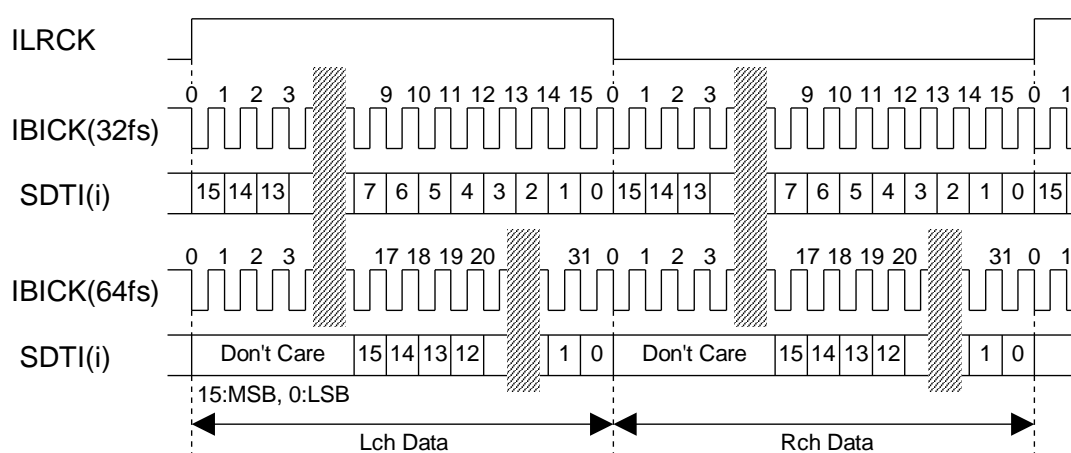 ILRCK
0 1 2 3 9 10 11 12 13 14 15 0 1 2 3 9 10 11 12 13 14 15 0 1
IBICK(32fs)
SDTI(i) 15 14 13 7 6 5 4 3 2 1 0 15 14 13 7 6 5 4 3 2 1 0 15
0 1 2 3 17 18 19 20 31 0 1 2 3 17 18 19 20 31 0 1
IBICK(64fs)
SDTI(i) Don't Care 15 14 13 12 1 0 Don't Care 15 14 13 12 1 0
15:MSB, 0:LSB
Lch Data Rch Data